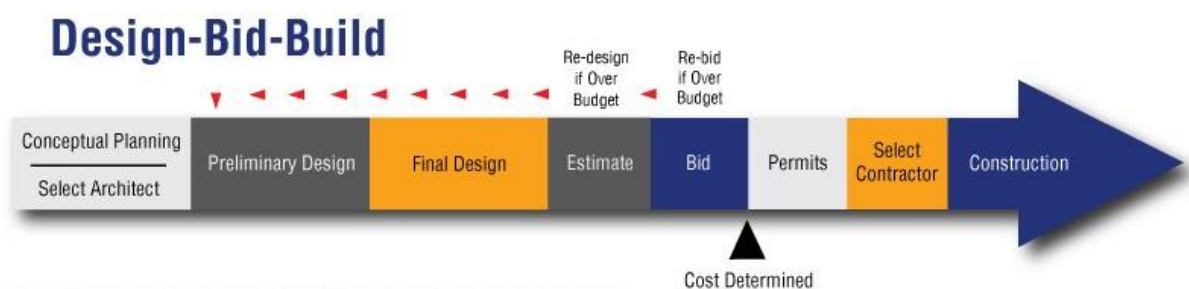 Design-Bid-Build
Re-design
if Over
Budget
Re-bid
if Over
Budget
Conceptual Planning
Select Architect
Preliminary Design
Final Design
Estimate
Bid
Permits
Select
Contractor
Construction
Cost Determined